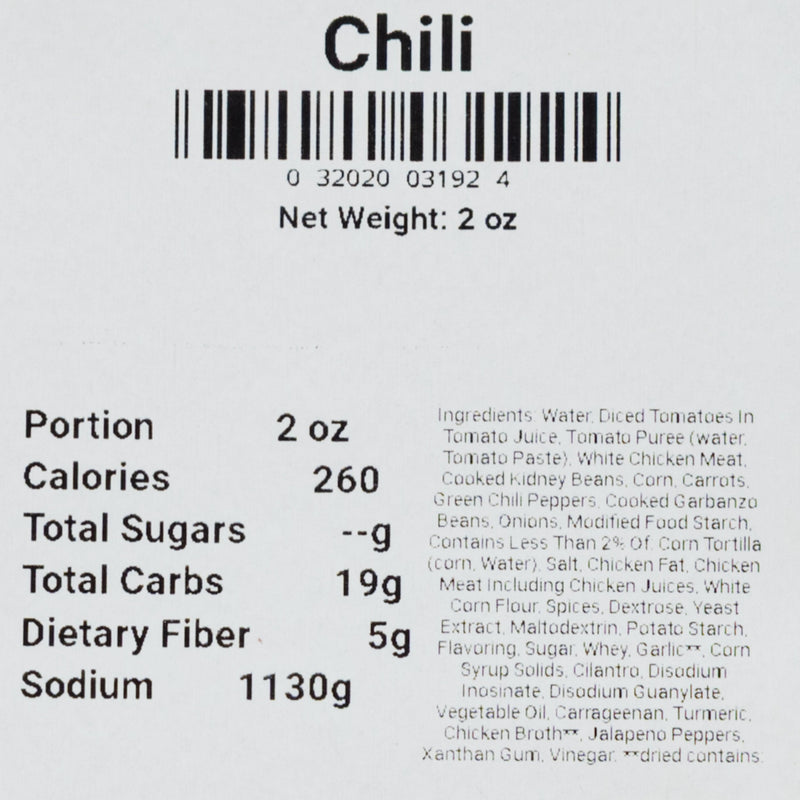 Chili
0 32020 03192 4
Net Weight: 2 oz
Portion 2 oz
Calories 260
Total Sugars --g
Total Carbs 19g
Dietary Fiber 5g
Sodium 1130g
Ingredients: Water, Diced Tomatoes In
Tomato Juice, Tomato Puree (water,
Tomato Paste), White Chicken Meat,
Cooked Kidney Beans, Corn, Carrots,
Green Chili Peppers, Cooked Garbanzo
Beans, Onions, Modified Food Starch,
Contains Less Than 2% Of: Corn Tortilla
(corn, Water), Salt, Chicken Fat, Chicken
Meat Including Chicken Juices, White
Corn Flour, Spices, Dextrose, Yeast
Extract, Maltodextrin, Potato Starch,
Flavoring, Sugar, Whey, Garlic**, Corn
Syrup Solids, Cilantro, Disodium
Inosinate, Disodium Guanylate,
Vegetable Oil, Carrageenan, Turmeric,
Chicken Broth**, Jalapeno Peppers,
Xanthan Gum, Vinegar. **dried contains: